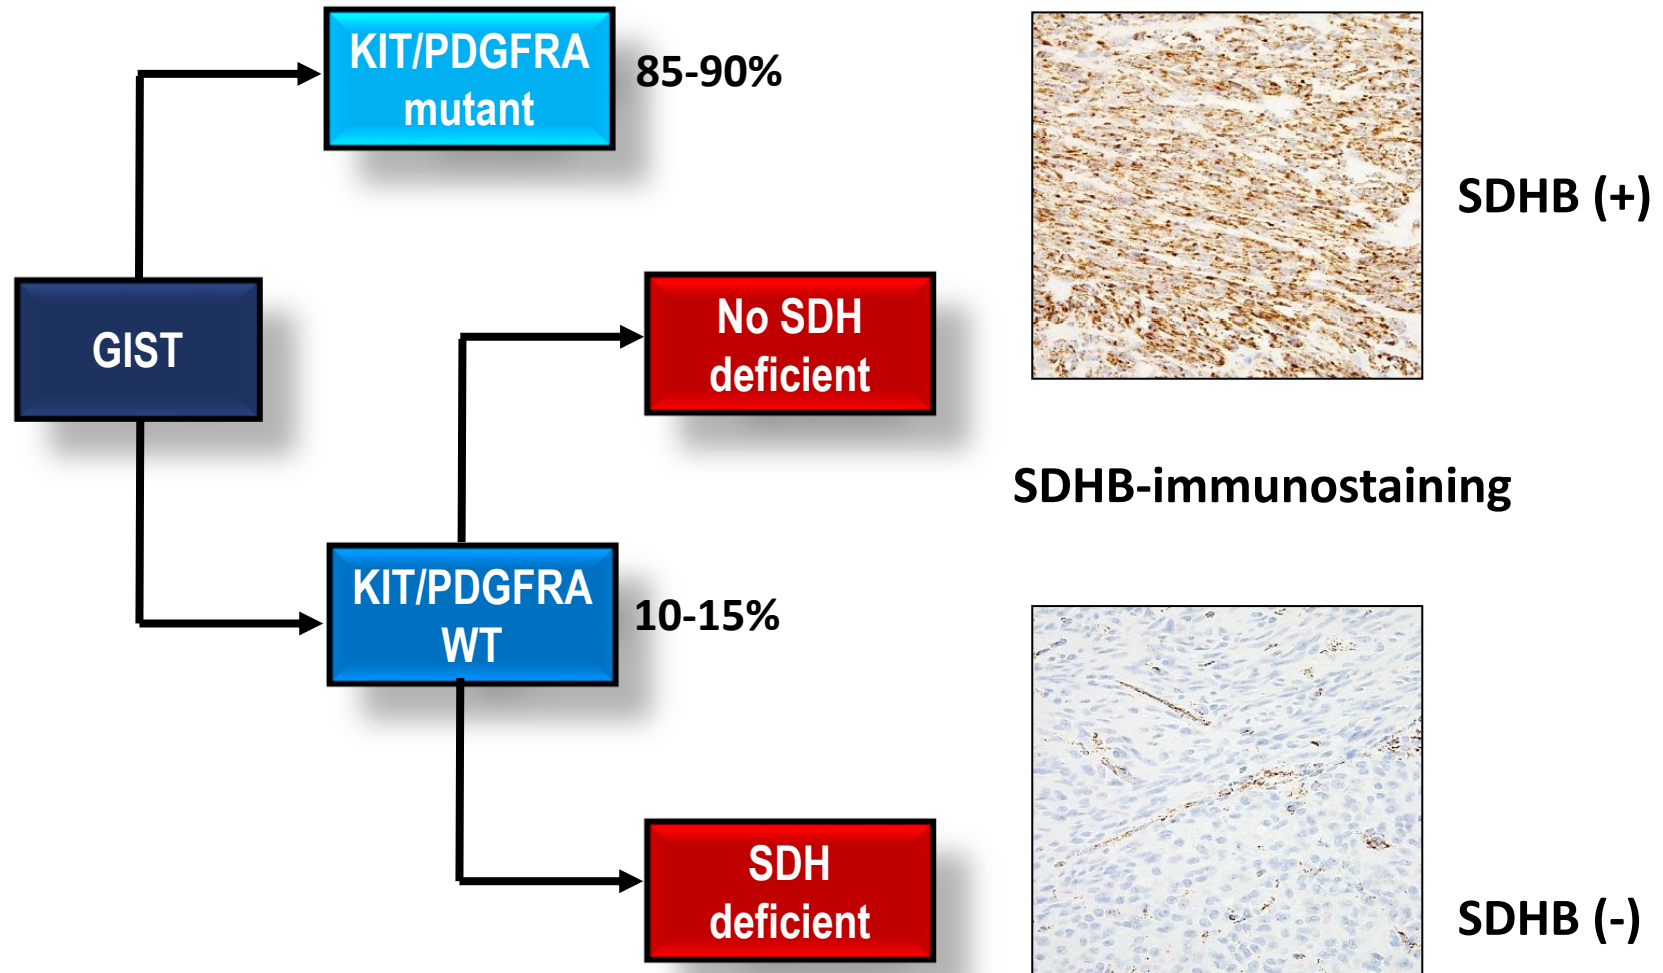 KIT/PDGFRA
mutant
85-90%
SDHB (+)
No SDH
deficient
GIST
SDHB-immunostaining
KIT/PDGFRA
WT
10-15%
SDH
deficient
SDHB (-)